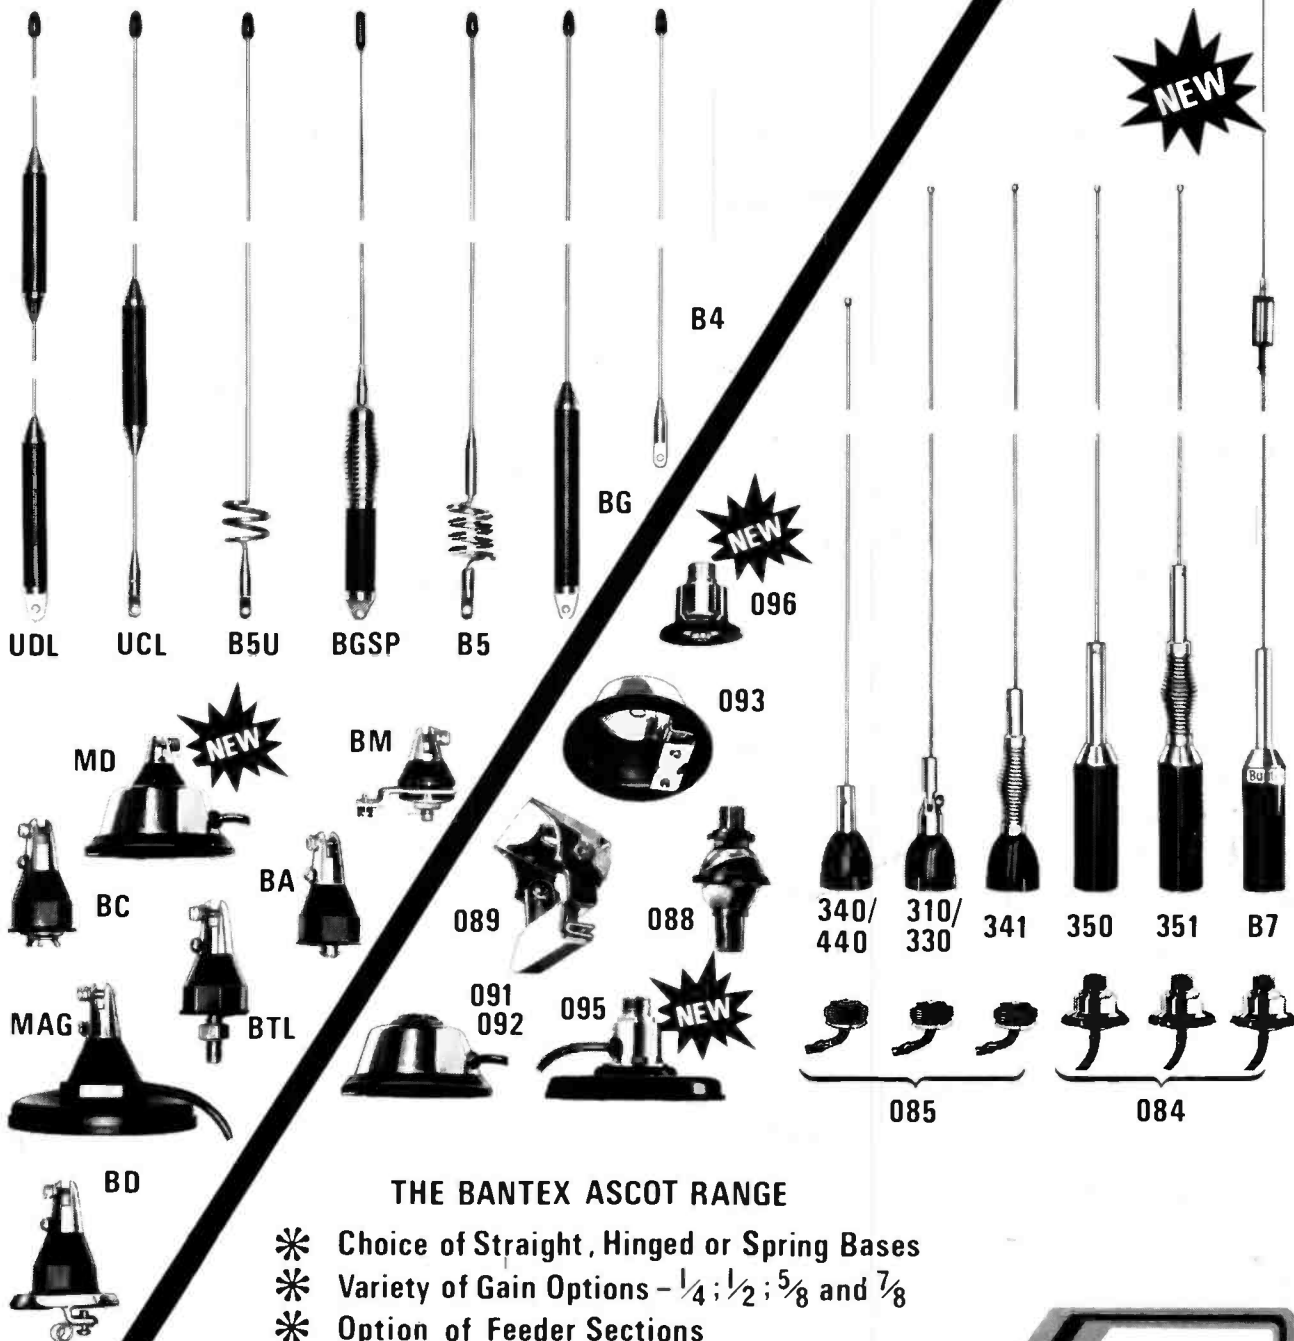 NEW
B4
BG
NEW
096
UDL UCL B5U BGSP B5
093
MD
NEW
BM
BC
BA
089
088
340/
440
310/
330
341
350
351
B7
MAG
BTL
091
092
095
NEW
085
084
BD
THE BANTEX ASCOT RANGE
✻ Choice of Straight, Hinged or Spring Bases
✻ Variety of Gain Options – 1/4 ; 1/2 ; 5/8 and 7/8
✻ Option of Feeder Sections